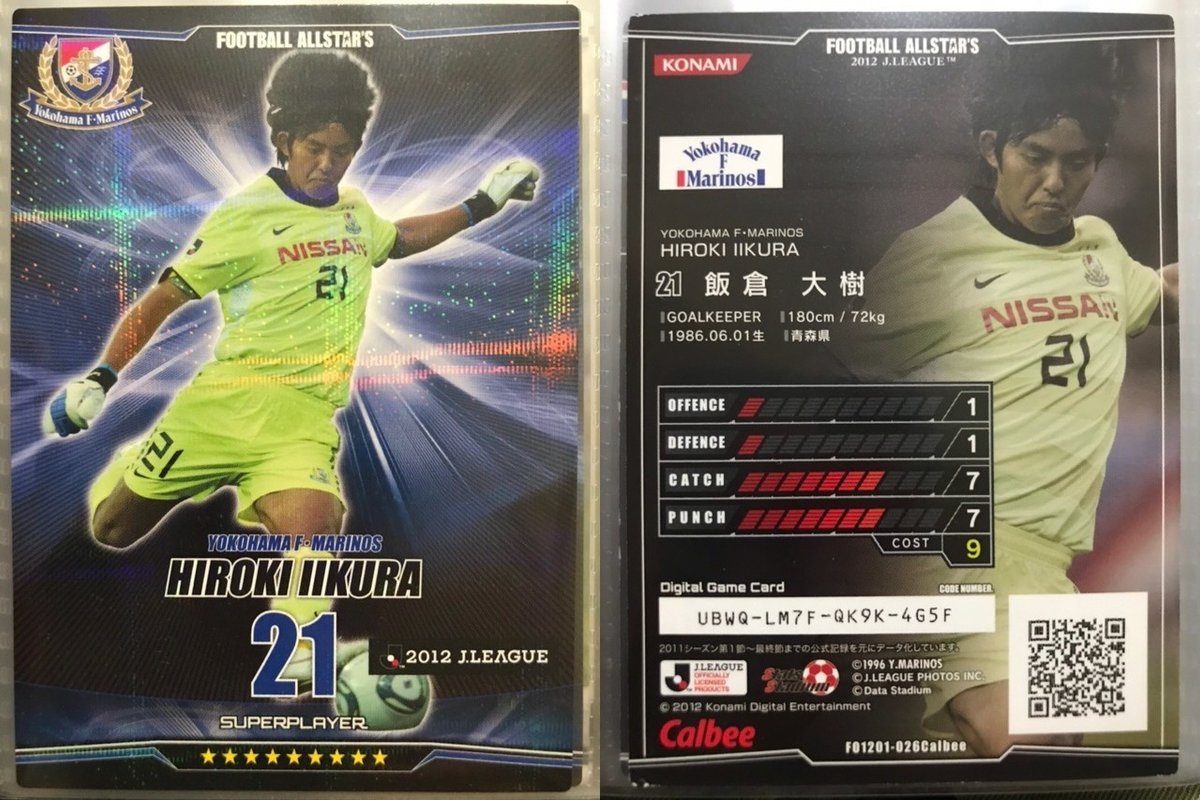 FOOTBALL ALLSTAR'S
Yokohama F·Marinos
NISSAN
21
21
YOKOHAMA F·MARINOS
HIROKI IIKURA
21
2012 J.LEAGUE
SUPERPLAYER
★★★★★★★★★
FOOTBALL ALLSTAR'S
2012 J.LEAGUE™
KONAMI
Yokohama
F
Marinos
YOKOHAMA F·MARINOS
HIROKI IIKURA
21 飯倉 大樹
GOALKEEPER 180cm / 72kg
1986.06.01生 青森県
NISSAN
21
OFFENCE 1
DEFENCE 1
CATCH 7
PUNCH 7
COST 9
Digital Game Card CODE NUMBER
UBWQ-LM7F-QK9K-4G5F
2011シーズン第1節~最終節までの公式記録を元にデータ化しています。
J.LEAGUE
OFFICIALLY
LICENSED
PRODUCTS
Stats
Stadium
©1996 Y.MARINOS
©J.LEAGUE PHOTOS INC.
©Data Stadium
© 2012 Konami Digital Entertainment
Calbee
FO1201-026Calbee